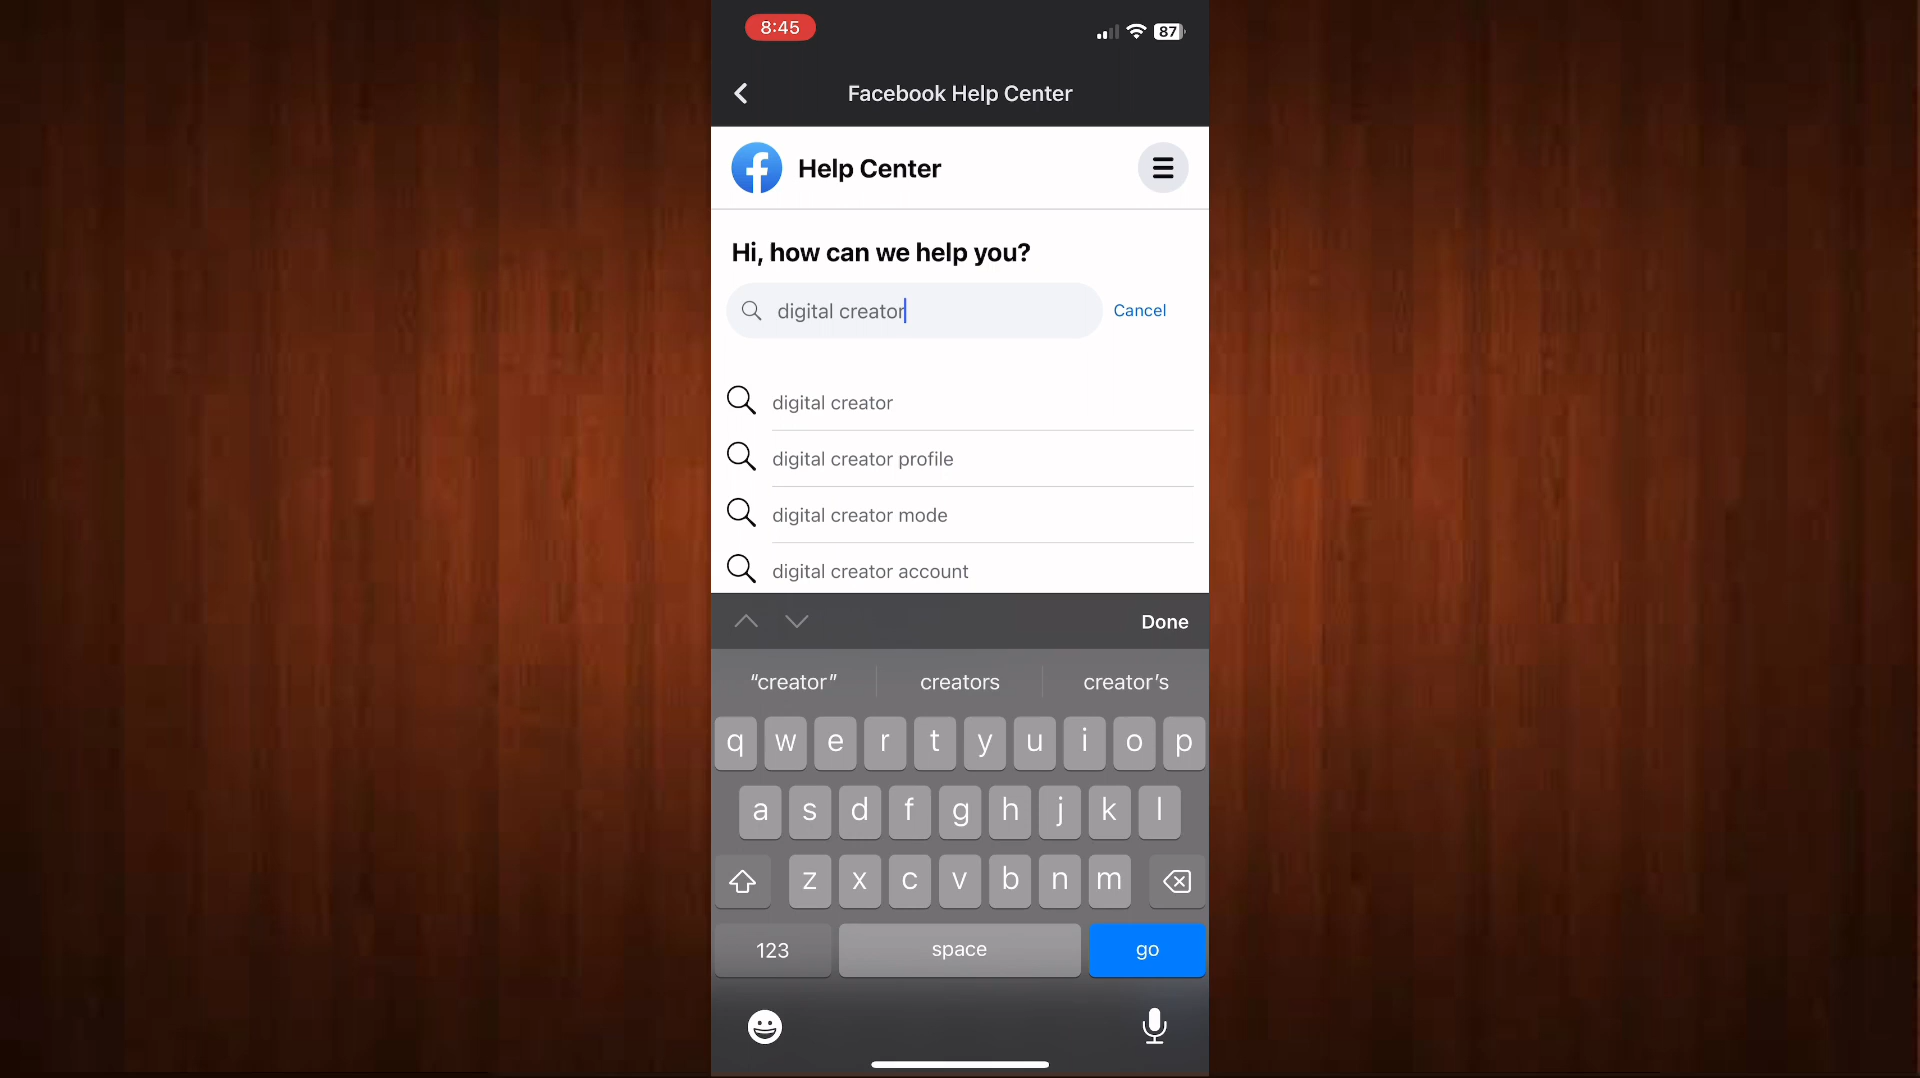 8:45
87
Facebook Help Center
Help Center
Hi, how can we help you?
digital creator
Cancel
digital creator
digital creator profile
digital creator mode
digital creator account
Done
“creator”
creators
creator’s
q w e r t y u i o p
a s d f g h j k l
z x c v b n m
123
space
go